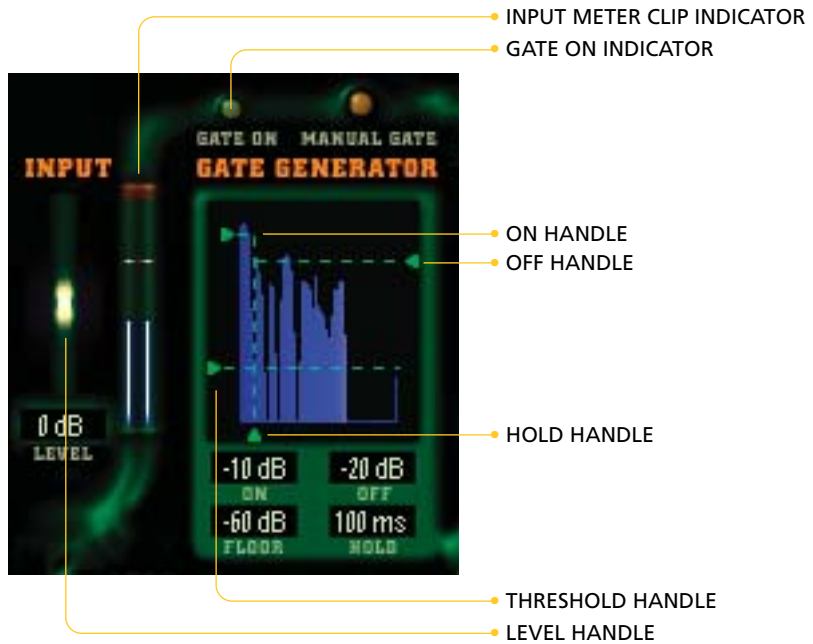 INPUT METER CLIP INDICATOR
GATE ON INDICATOR
GATE ON MANUAL GATE
INPUT GATE GENERATOR
ON HANDLE
OFF HANDLE
0 dB
LEVEL
HOLD HANDLE
-10 dB -20 dB
ON OFF
-60 dB 100 ms
FLOOR HOLD
THRESHOLD HANDLE
LEVEL HANDLE